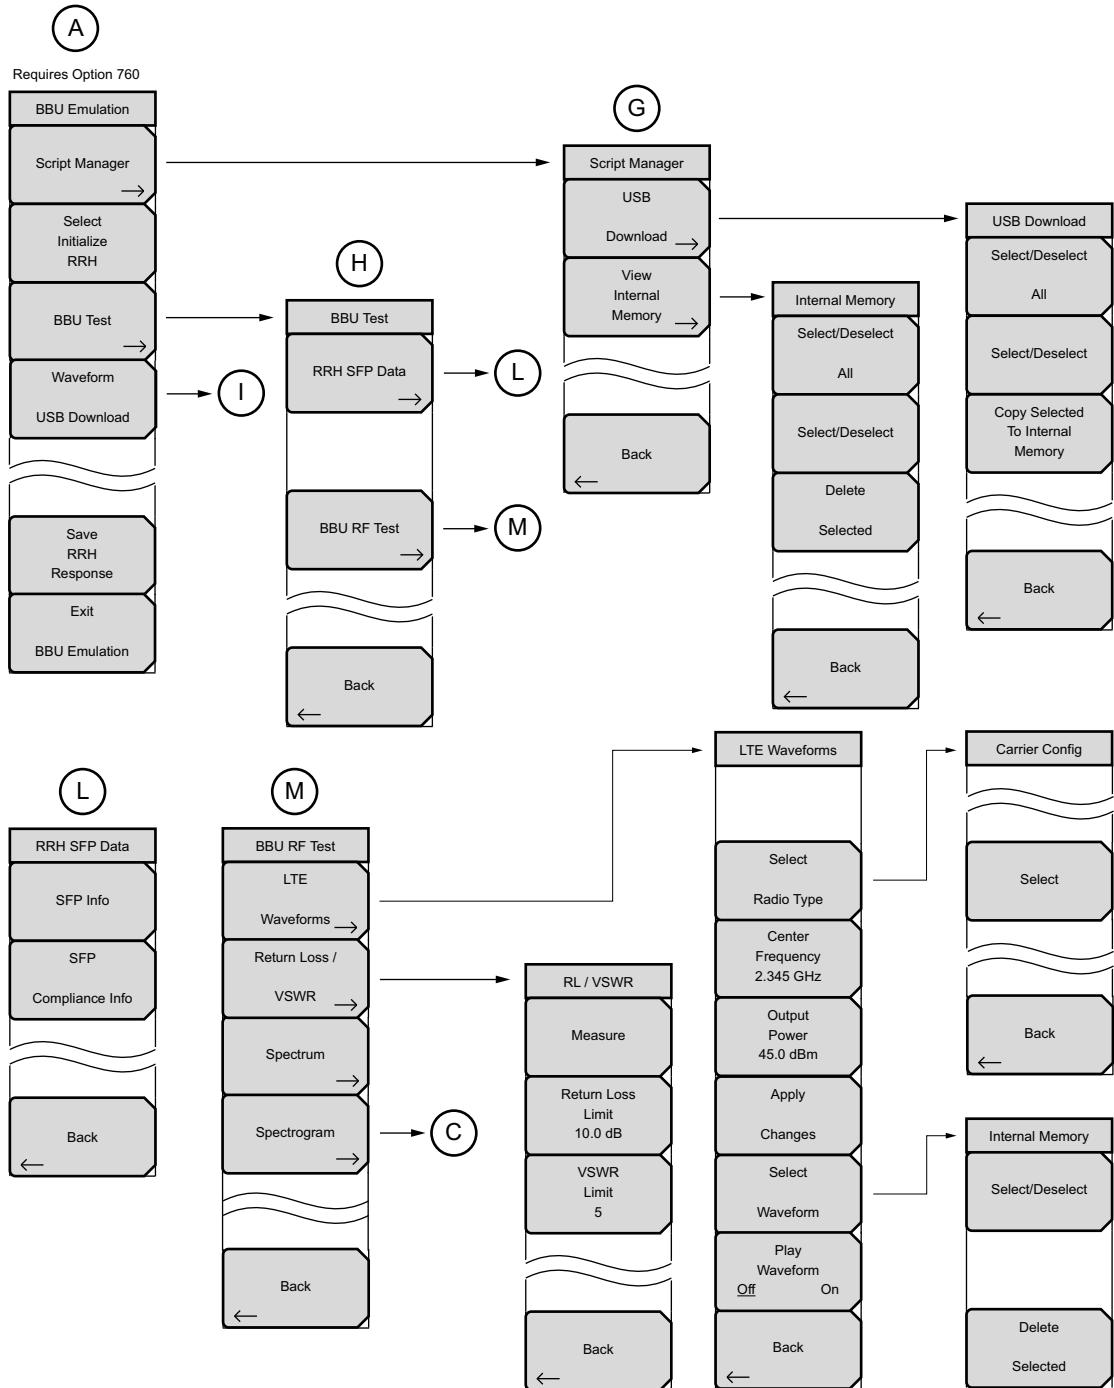 A
Requires Option 760
BBU Emulation
Script Manager
Select
Initialize
RRH
BBU Test
Waveform
USB Download
Save
RRH
Response
Exit
BBU Emulation
I
H
BBU Test
RRH SFP Data
BBU RF Test
Back
L
M
G
Script Manager
USB
Download
View
Internal
Memory
Back
Internal Memory
Select/Deselect
All
Select/Deselect
Delete
Selected
Back
USB Download
Select/Deselect
All
Select/Deselect
Copy Selected
To Internal
Memory
Back
L
RRH SFP Data
SFP Info
SFP
Compliance Info
Back
M
BBU RF Test
LTE
Waveforms
Return Loss /
VSWR
Spectrum
Spectrogram
Back
C
RL / VSWR
Measure
Return Loss
Limit
10.0 dB
VSWR
Limit
5
Back
LTE Waveforms
Select
Radio Type
Center
Frequency
2.345 GHz
Output
Power
45.0 dBm
Apply
Changes
Select
Waveform
Play
Waveform
Off On
Back
Carrier Config
Select
Back
Internal Memory
Select/Deselect
Delete
Selected